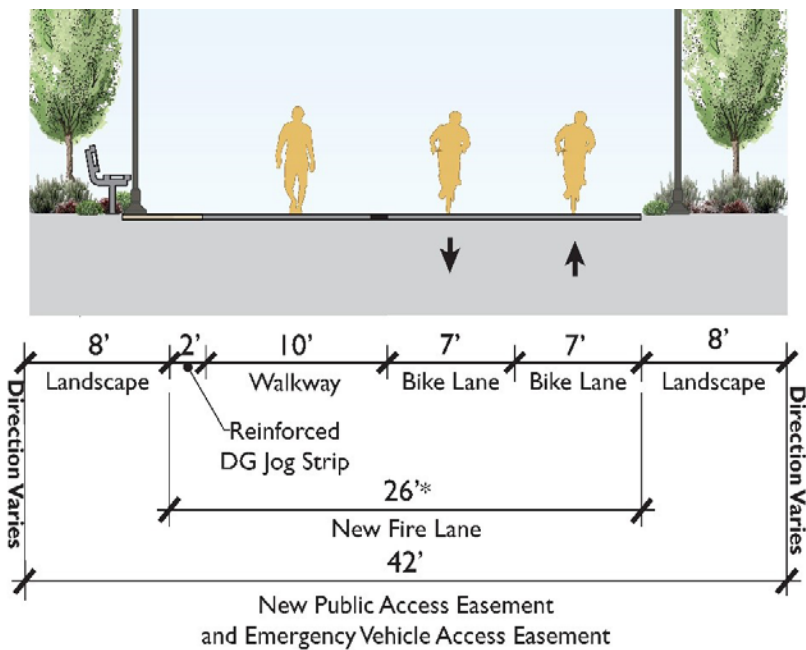 8’ 2’ 10’ 7’ 7’ 8’
Landscape Walkway Bike Lane Bike Lane Landscape
Reinforced
DG Jog Strip
26’*
New Fire Lane
42’
New Public Access Easement
and Emergency Vehicle Access Easement
Direction Varies
Direction Varies